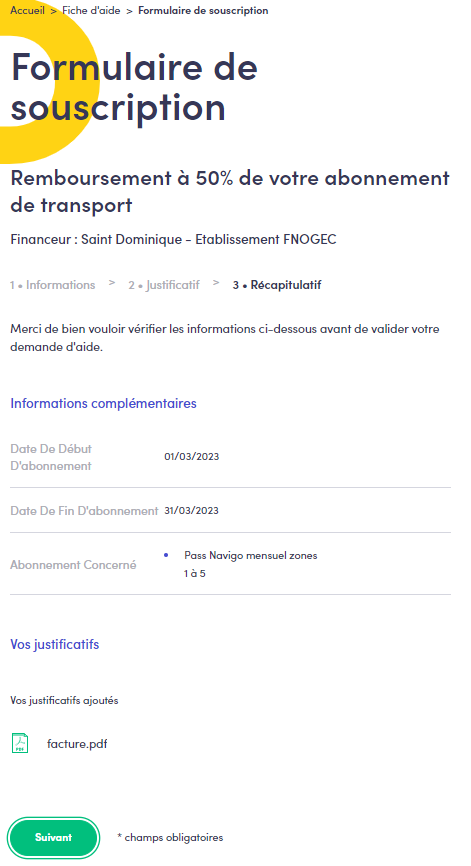 Accueil > Fiche d'aide > Formulaire de souscription
Formulaire de
souscription
Remboursement à 50% de votre abonnement
de transport
Financeur : Saint Dominique - Etablissement FNOGEC
1 • Informations > 2 • Justificatif > 3 • Récapitulatif
Merci de bien vouloir vérifier les informations ci-dessous avant de valider votre
demande d'aide.
Informations complémentaires
Date De Début
D'abonnement
01/03/2023
Date De Fin D'abonnement 31/03/2023
Abonnement Concerné
• Pass Navigo mensuel zones
1 à 5
Vos justificatifs
Vos justificatifs ajoutés
PDF facture.pdf
Suivant * champs obligatoires